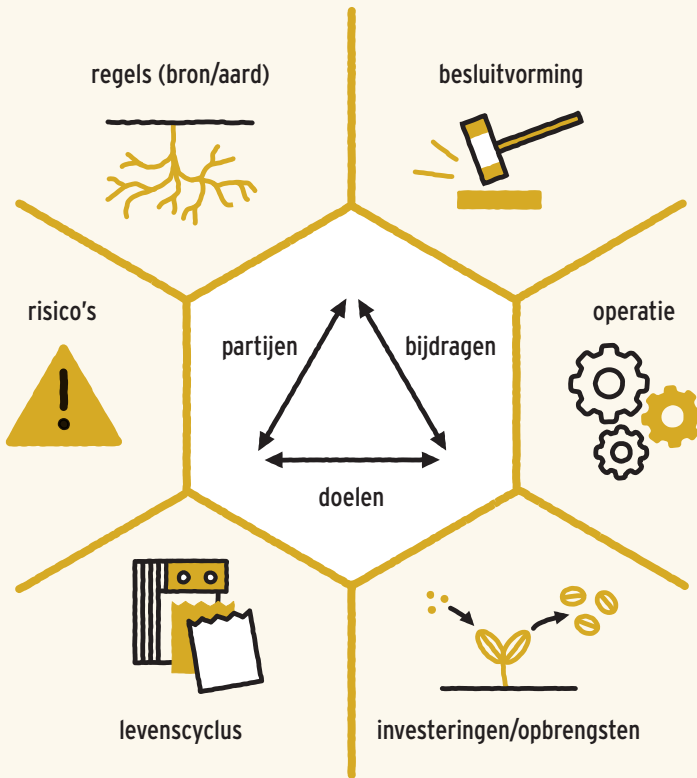 regels (bron/aard)
besluitvorming
risico's
operatie
partijen
bijdragen
doelen
levenscyclus
investeringen/opbrengsten